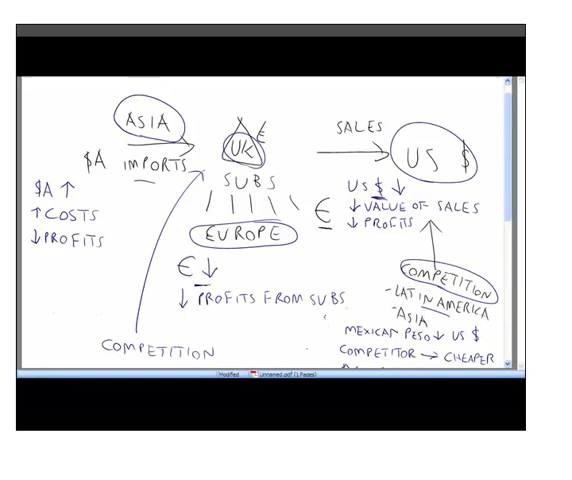 ASIA
$A IMPORTS
$A ↑
↑ COSTS
↓ PROFITS
UK £
SUBS
EUROPE
€
€ ↓
↓ PROFITS FROM SUBS
COMPETITION
SALES
US $
US $ ↓
↓ VALUE OF SALES
↓ PROFITS
COMPETITION
- LATIN AMERICA
- ASIA
MEXICAN PESO ↓ US $
COMPETITOR → CHEAPER
Modified Unnamed.pdf (1 Pages)